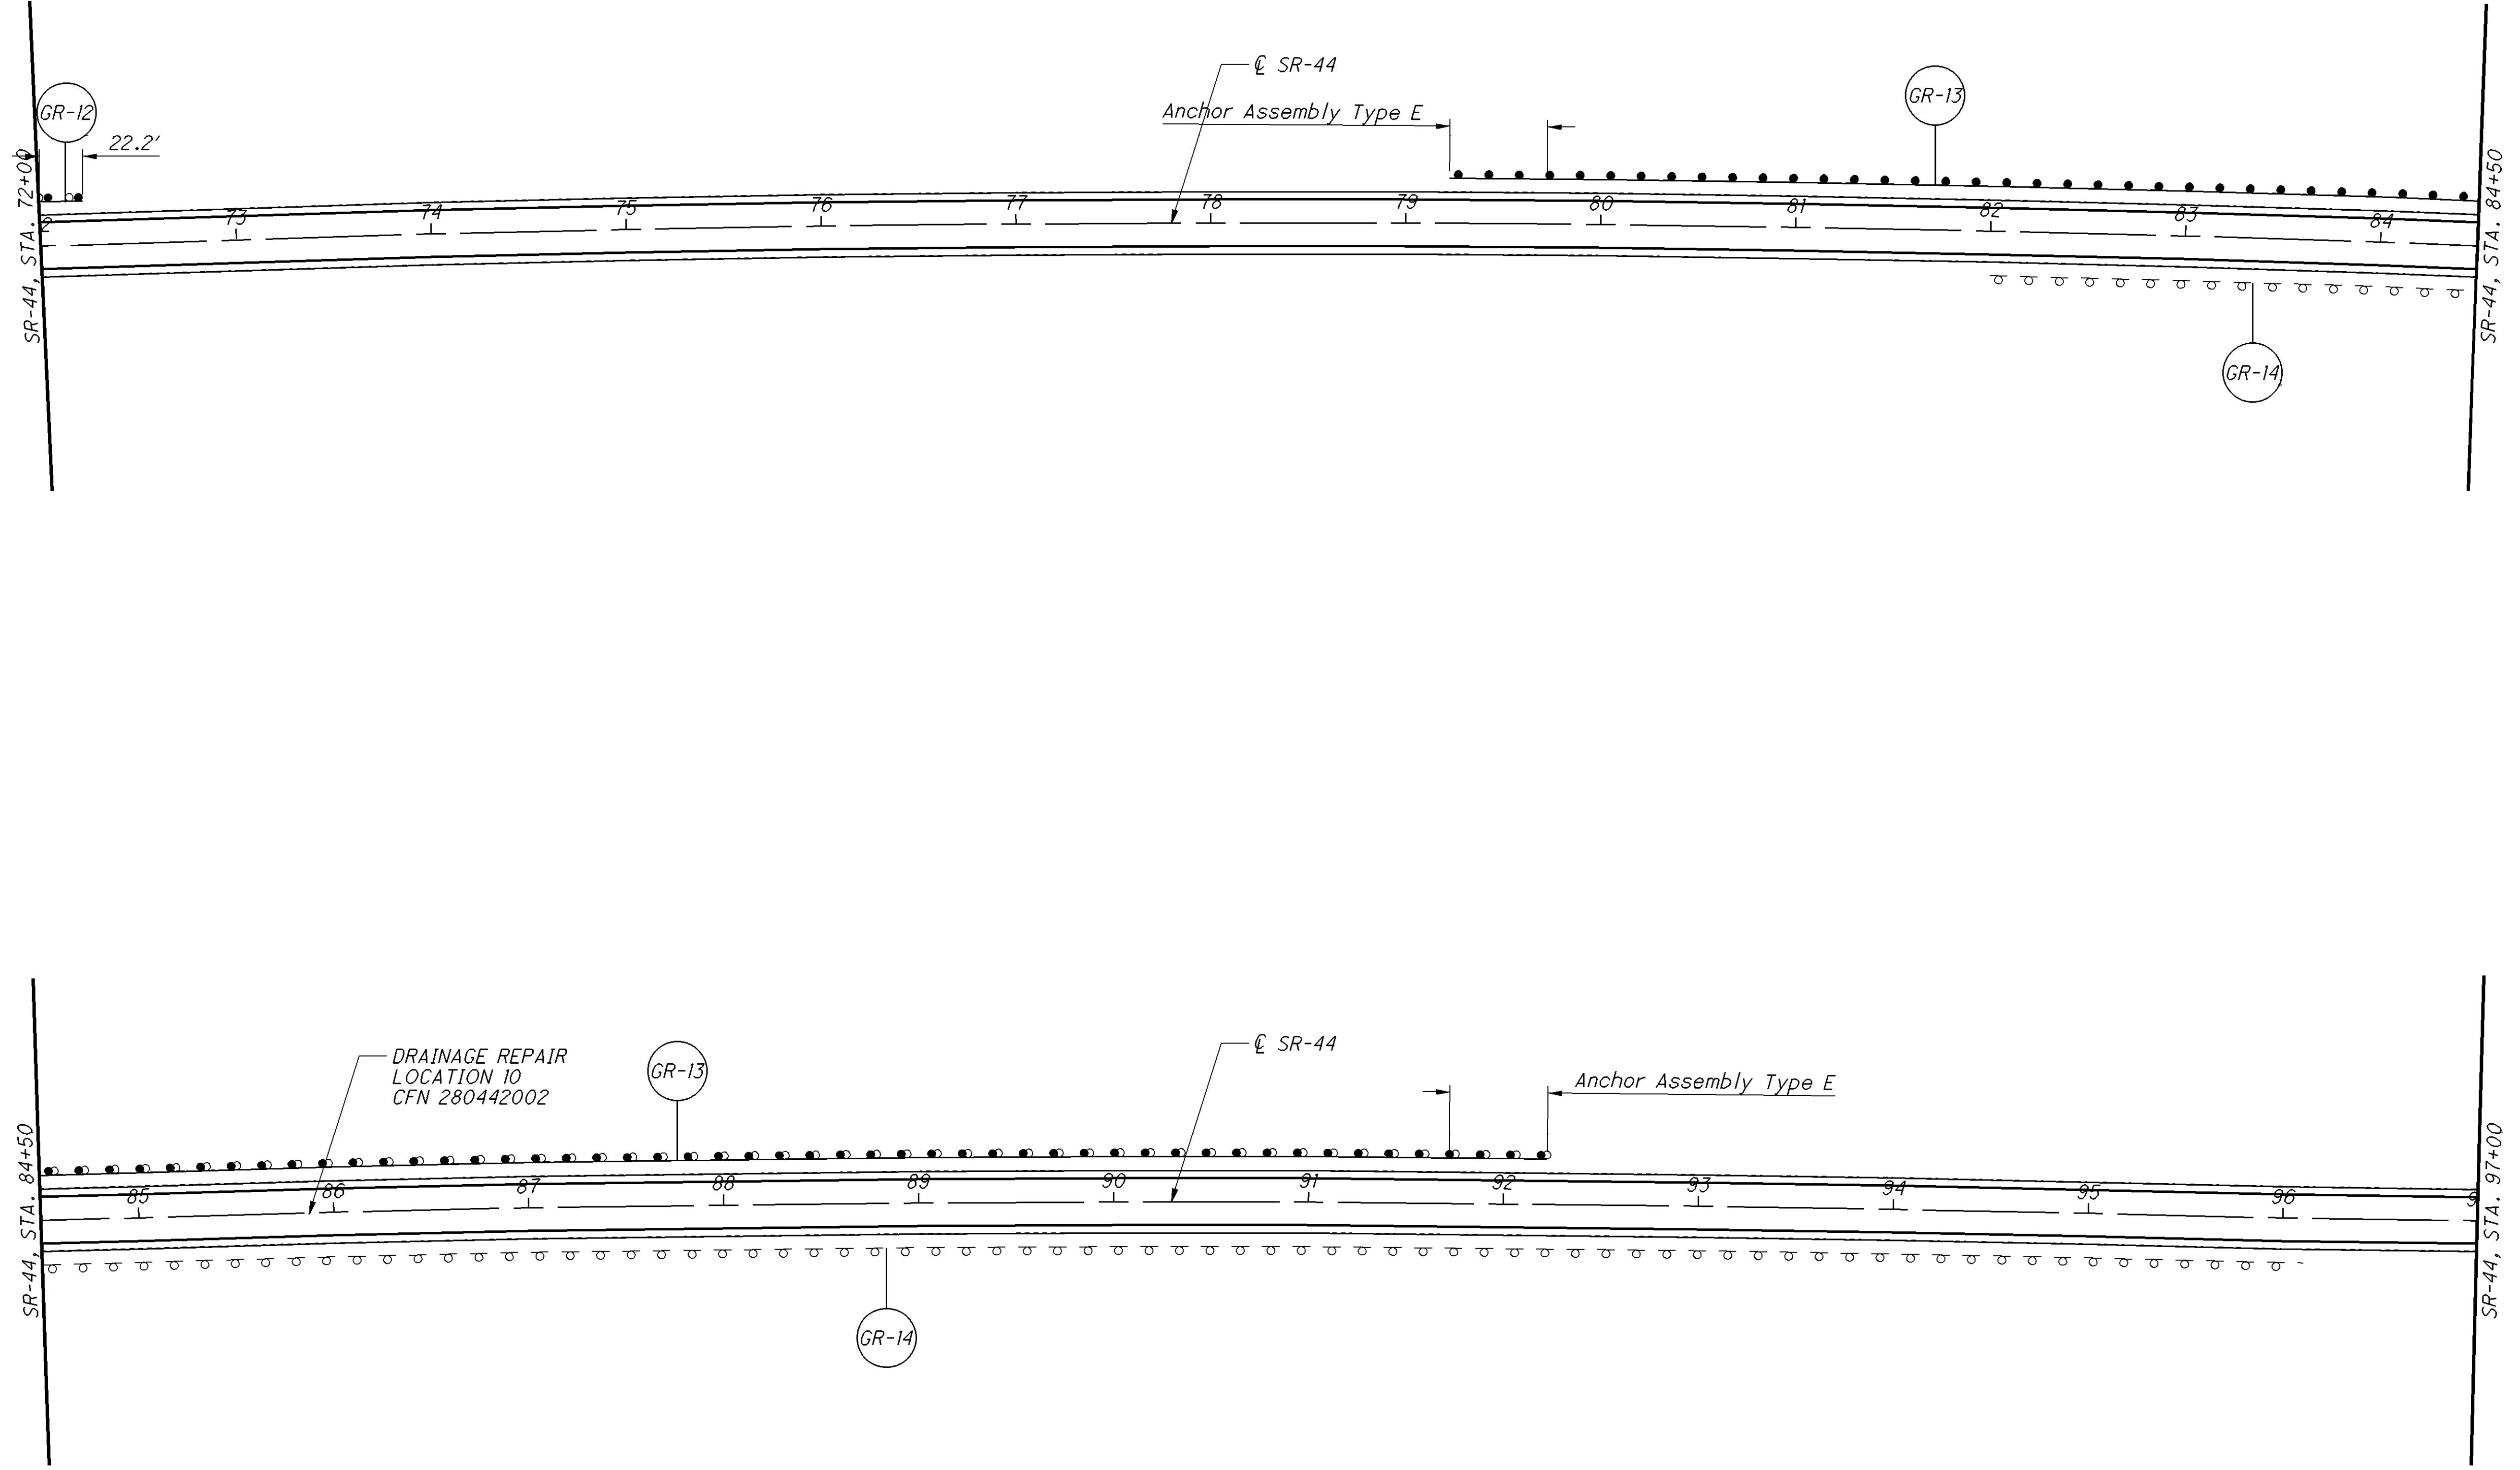 ℄ SR-44
GR-12
GR-13
Anchor Assembly Type E
22.2'
SR-44, STA. 72+00
2 73 74 75 76 77 78 79 80 81 82 83 84
SR-44, STA. 84+50
GR-14
DRAINAGE REPAIR
LOCATION 10
CFN 280442002
℄ SR-44
GR-13
Anchor Assembly Type E
SR-44, STA. 84+50
85 86 87 88 89 90 91 92 93 94 95 96 9
SR-44, STA. 97+00
GR-14